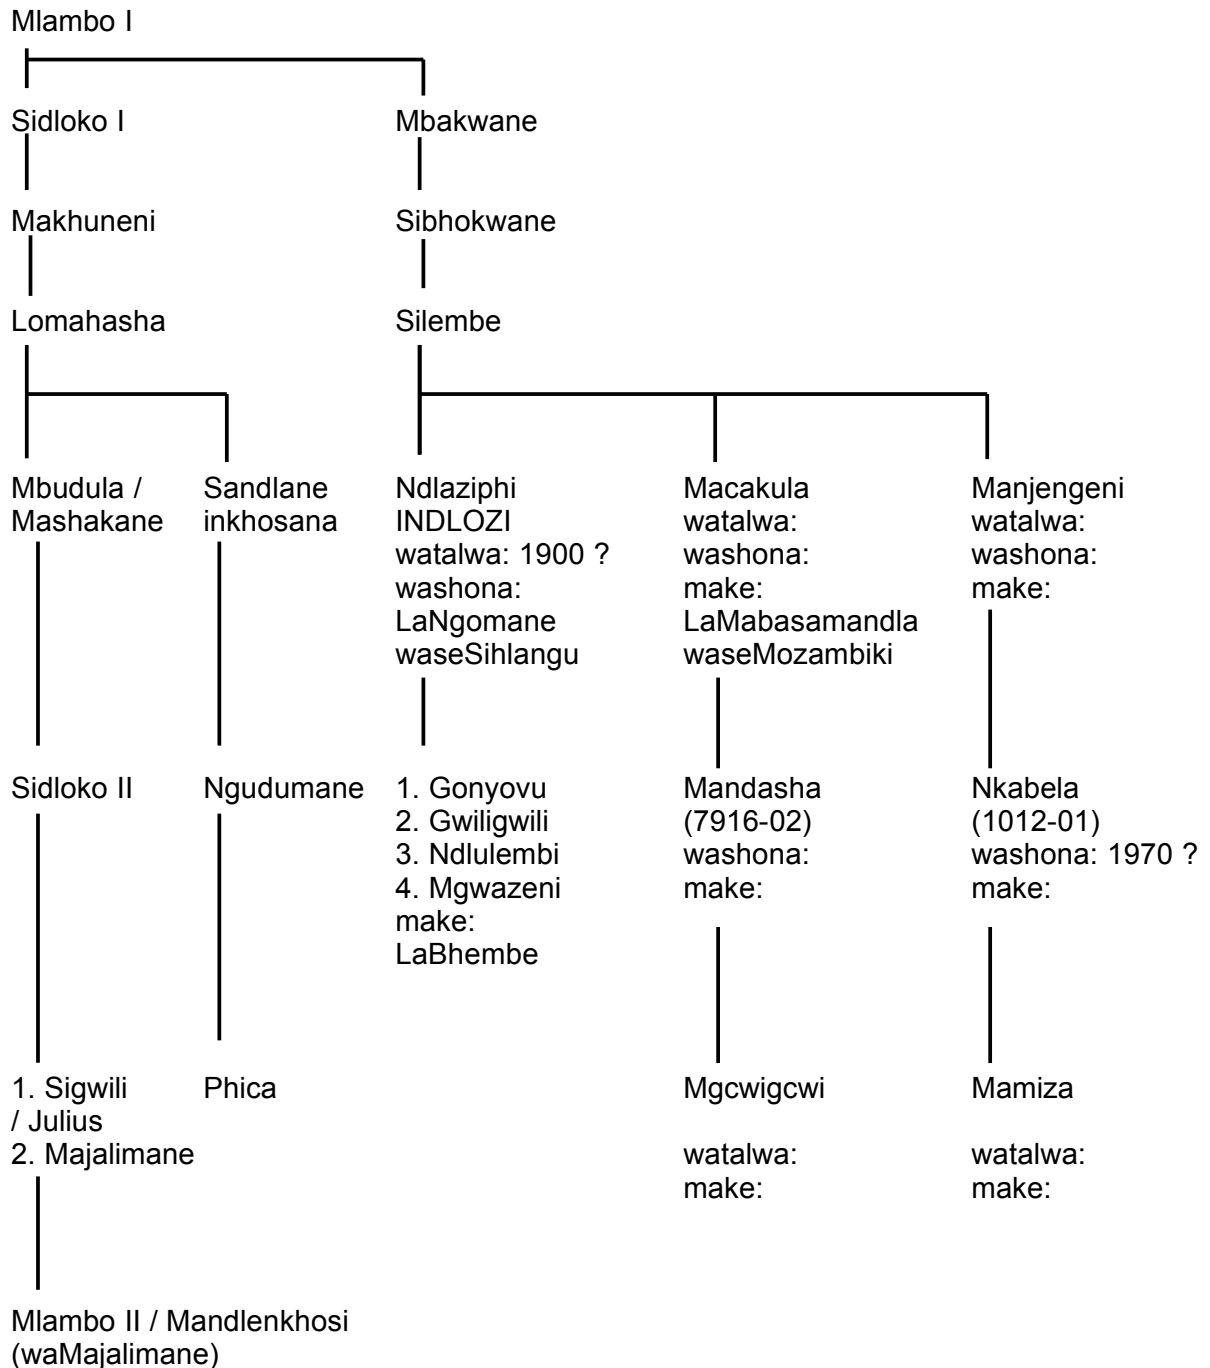 Mlambo I
Sidloko I
Mbakwane
Makhuneni
Sibhokwane
Lomahasha
Silembe
Mbudula /
Mashakane
Sandlane
inkhosana
Ndlaziphi
INDLOZI
watalwa: 1900 ?
washona:
LaNgomane
waseSihlangu
Macakula
watalwa:
washona:
make:
LaMabasamandla
waseMozambiki
Manjengeni
watalwa:
washona:
make:
Sidloko II
Ngudumane
1. Gonyovu
2. Gwiligwili
3. Ndlulembi
4. Mgwazeni
make:
LaBhembe
Mandasha
(7916-02)
washona:
make:
Nkabela
(1012-01)
washona: 1970 ?
make:
1. Sigwili
/ Julius
2. Majalimane
Phica
Mgcwigcwi
watalwa:
make:
Mamiza
watalwa:
make:
Mlambo II / Mandlenkhosi
(waMajalimane)